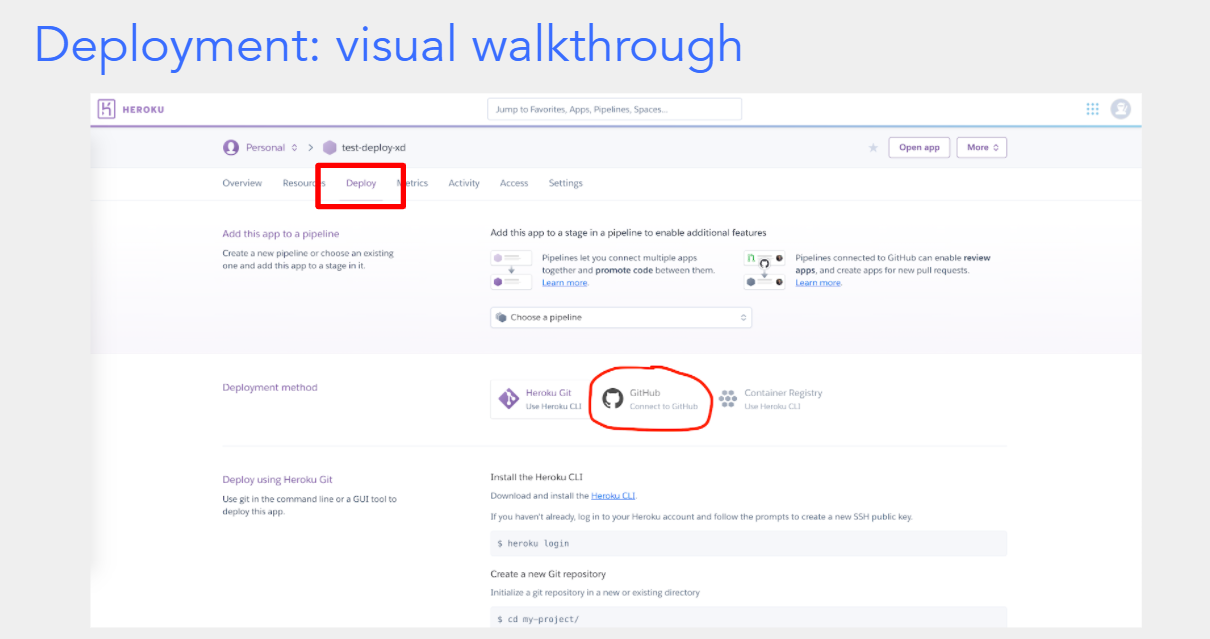 Deployment: visual walkthrough
HEROKU
Jump to Favorites, Apps, Pipelines, Spaces...
Personal
test-deploy-xd
Open app
More
Overview
Resources
Deploy
Metrics
Activity
Access
Settings
Add this app to a pipeline
Create a new pipeline or choose an existing
one and add this app to a stage in it.
Add this app to a stage in a pipeline to enable additional features
Pipelines let you connect multiple apps
together and promote code between them.
Learn more.
Pipelines connected to GitHub can enable review
apps, and create apps for new pull requests.
Learn more.
Choose a pipeline
Deployment method
Heroku Git
Use Heroku CLI
GitHub
Connect to GitHub
Container Registry
Use Heroku CLI
Deploy using Heroku Git
Use git in the command line or a GUI tool to
deploy this app.
Install the Heroku CLI
Download and install the Heroku CLI.
If you haven't already, log in to your Heroku account and follow the prompts to create a new SSH public key.
$ heroku login
Create a new Git repository
Initialize a git repository in a new or existing directory
$ cd my-project/